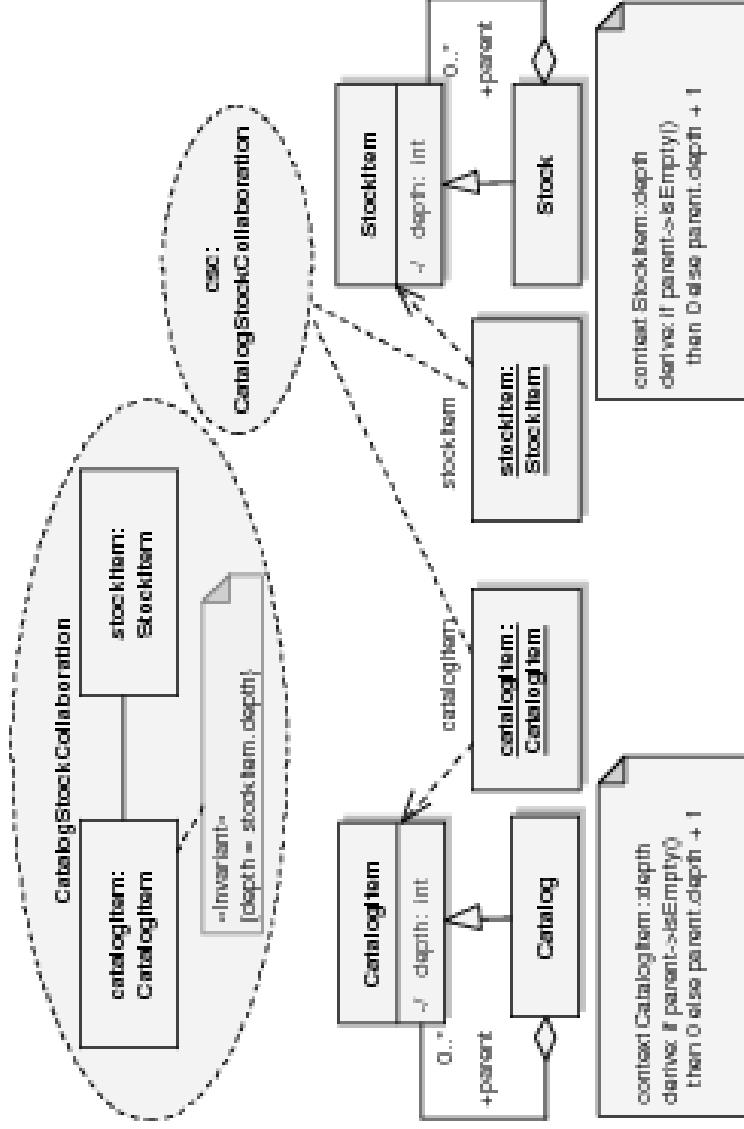 CatalogStockCollaboration
catalogItem:
CatalogItem
stockItem:
StockItem
«invariant»
{depth = stockItem.depth}
csc:
CatalogStockCollaboration
CatalogItem
-/ depth: int
0..*
+parent
Catalog
catalogItem
catalogItem:
CatalogItem
stockItem
stockItem:
StockItem
StockItem
-/ depth: int
0..*
+parent
Stock
context CatalogItem::depth
derive: if parent->isEmpty()
then 0 else parent.depth + 1
context StockItem::depth
derive: if parent->isEmpty()
then 0 else parent.depth + 1